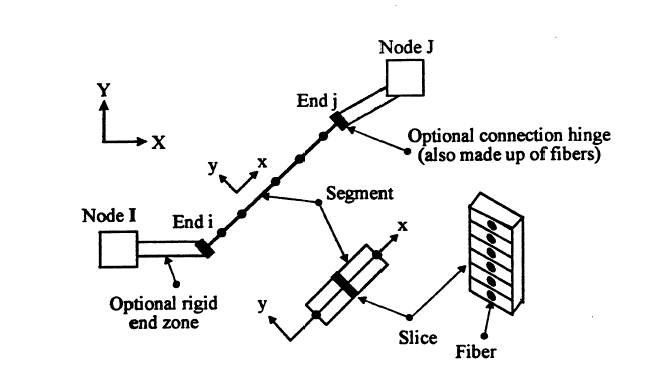 Node J
Y
End j
X
Optional connection hinge
(also made up of fibers)
y
x
Segment
Node I
End i
x
Optional rigid
end zone
y
Slice
Fiber